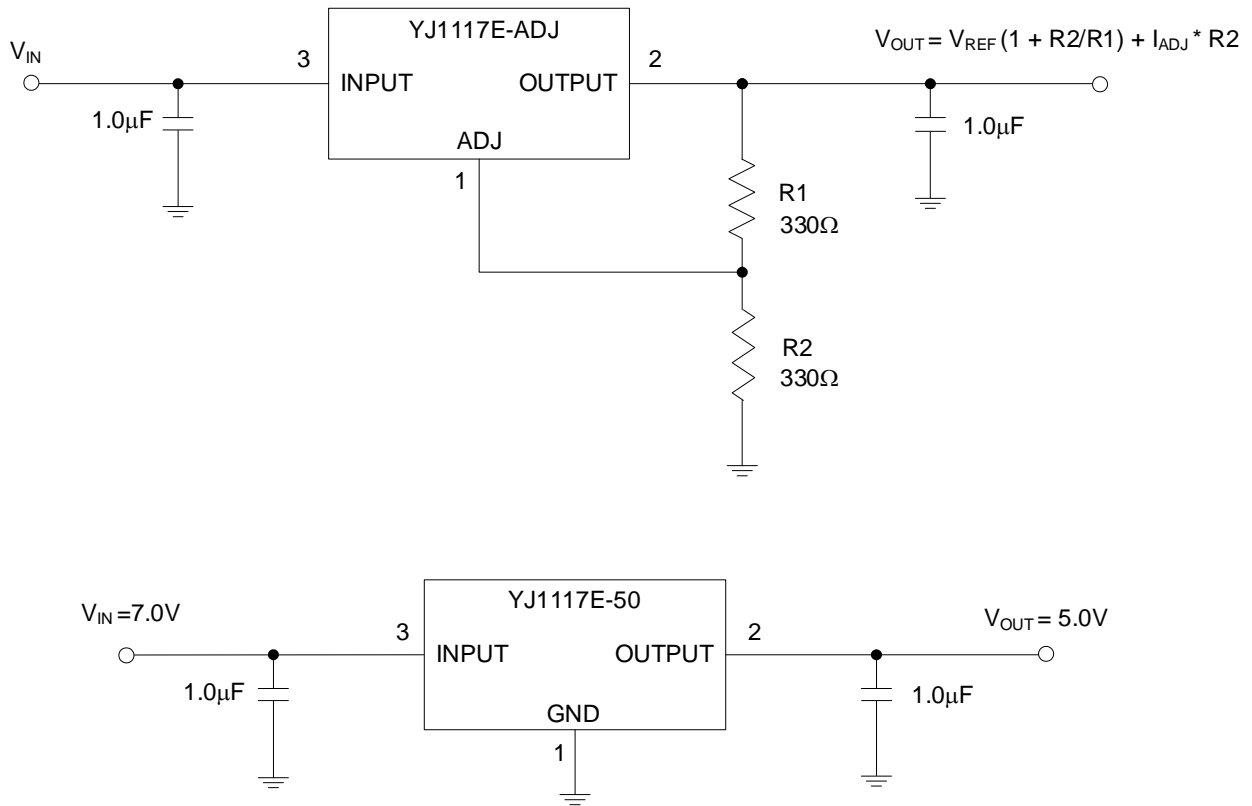 YJ1117E-ADJ
V_IN
V_OUT = V_REF (1 + R2/R1) + I_ADJ * R2
3
2
INPUT
OUTPUT
1.0μF
1.0μF
ADJ
1
R1
330Ω
R2
330Ω
YJ1117E-50
V_IN =7.0V
V_OUT = 5.0V
3
2
INPUT
OUTPUT
1.0μF
1.0μF
GND
1